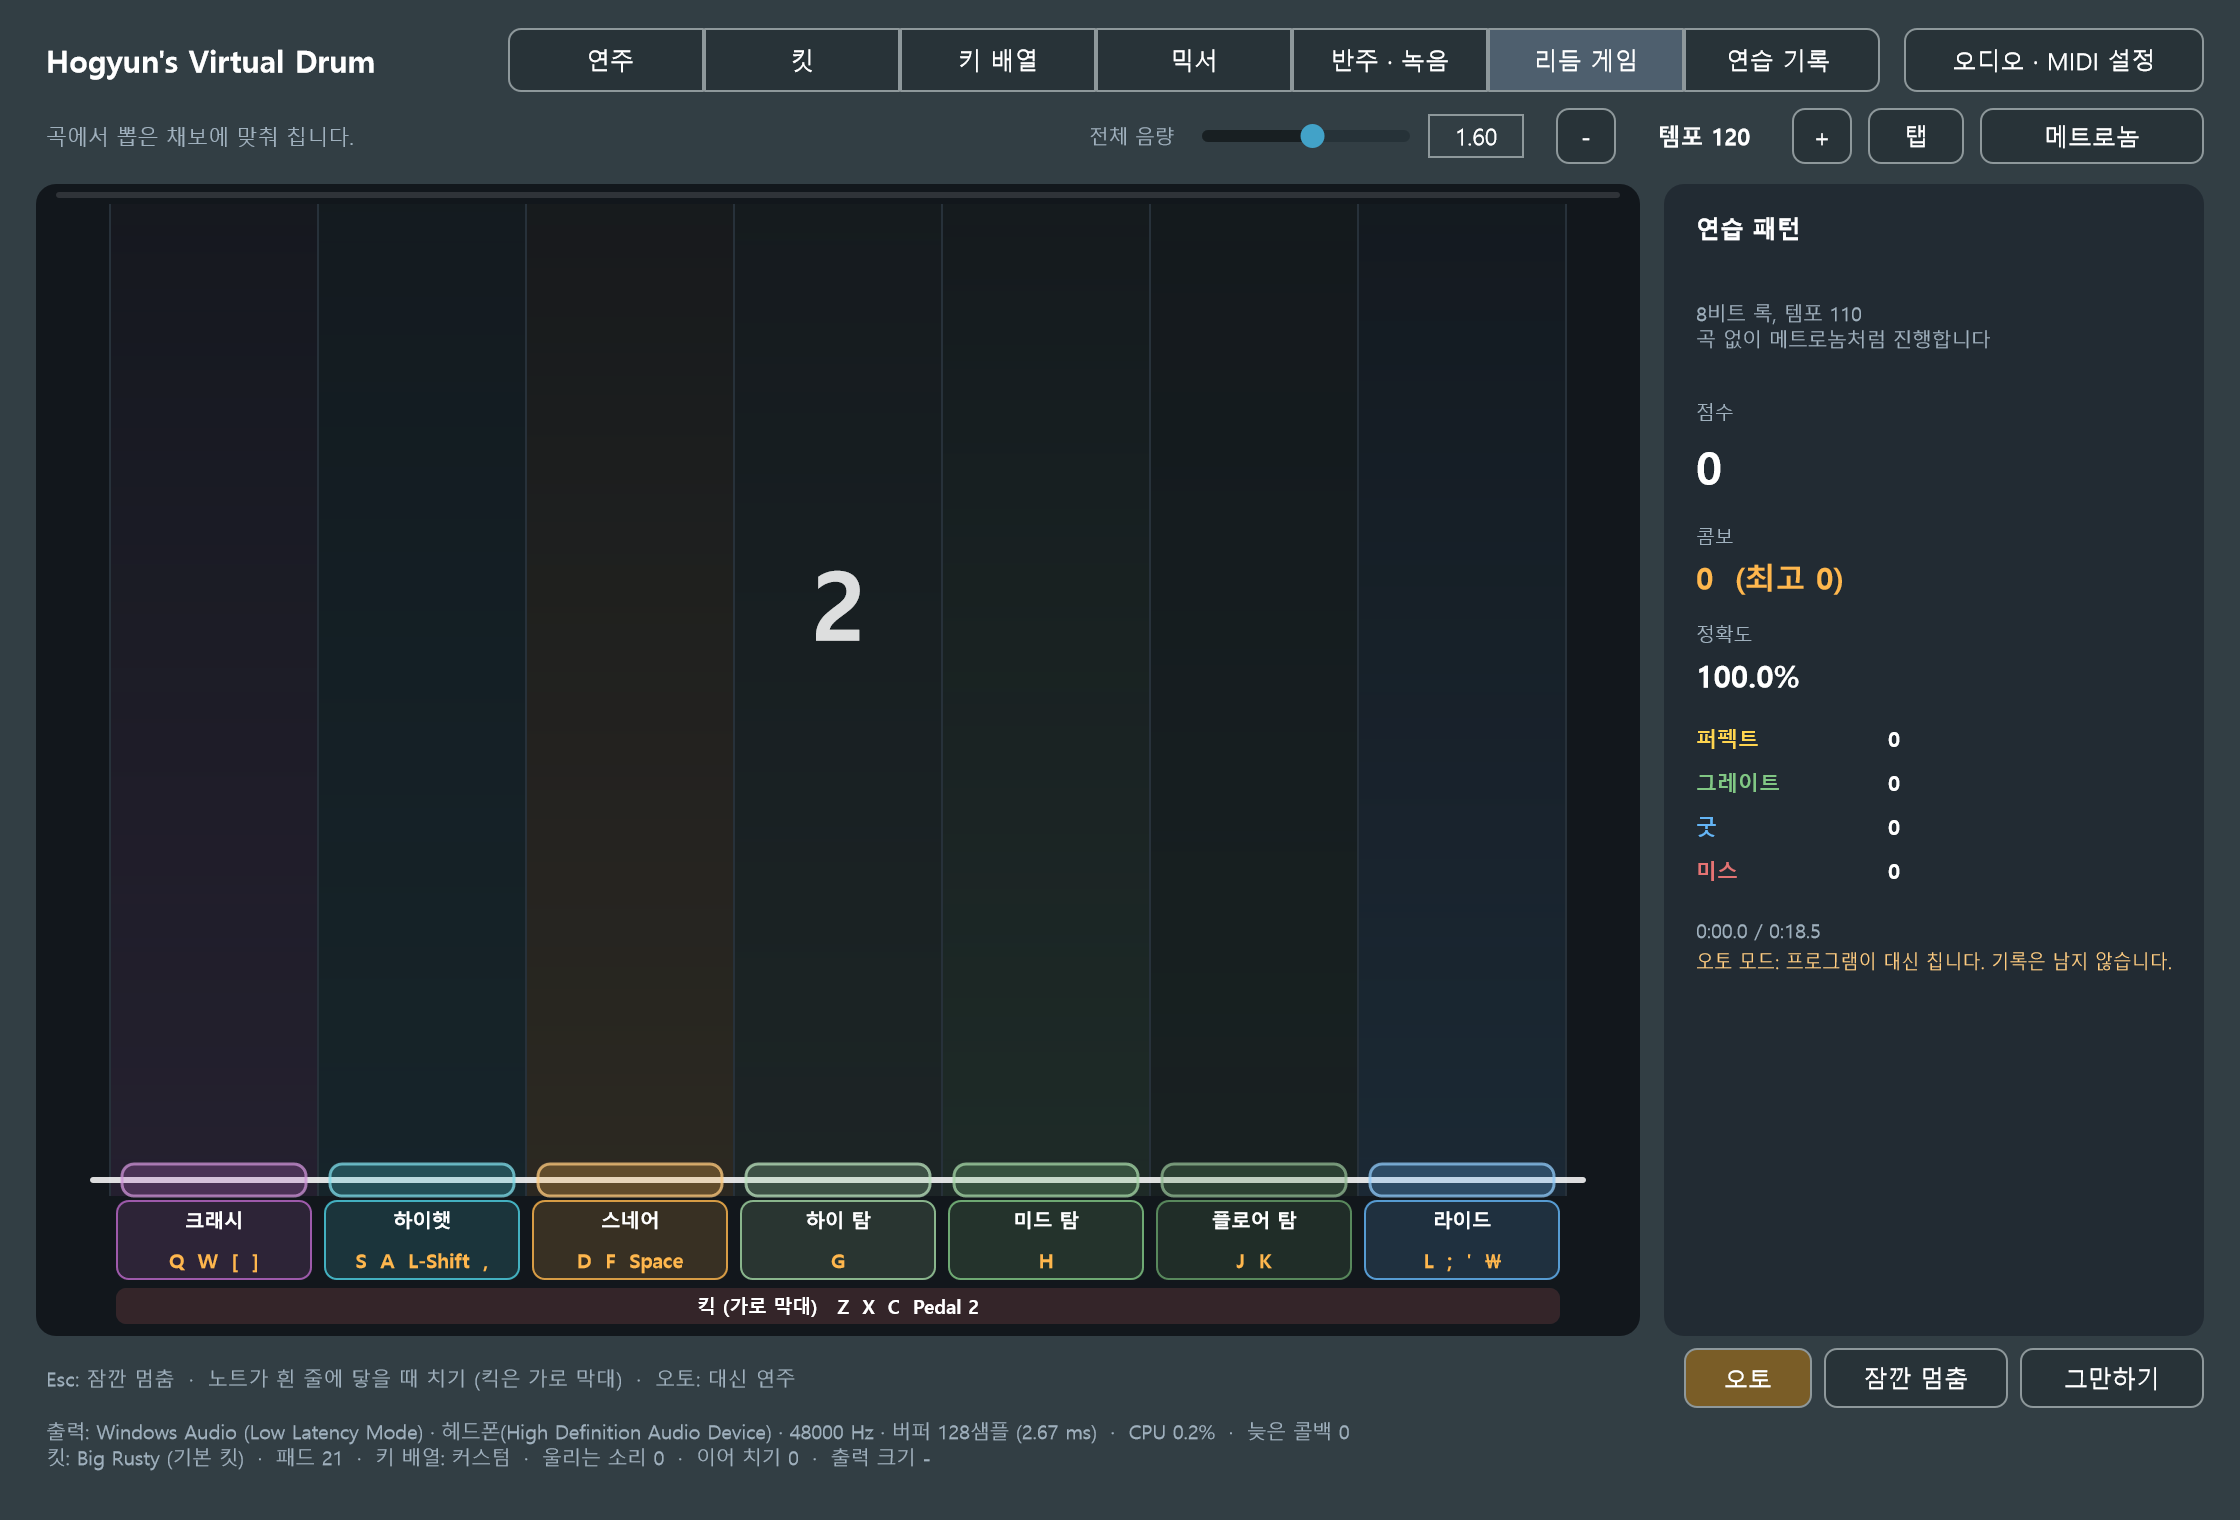 Hogyun's Virtual Drum
연주
킷
키 배열
믹서
반주 · 녹음
리듬 게임
연습 기록
오디오 · MIDI 설정
곡에서 뽑은 채보에 맞춰 칩니다.
전체 음량
1.60
-
템포 120
+
탭
메트로놈
2
크래시
Q W [ ]
하이햇
S A L-Shift ,
스네어
D F Space
하이 탐
G
미드 탐
H
플로어 탐
J K
라이드
L ; ' ₩
킥 (가로 막대) Z X C Pedal 2
연습 패턴
8비트 록, 템포 110
곡 없이 메트로놈처럼 진행합니다
점수
0
콤보
0 (최고 0)
정확도
100.0%
퍼펙트 0
그레이트 0
굿 0
미스 0
0:00.0 / 0:18.5
오토 모드: 프로그램이 대신 칩니다. 기록은 남지 않습니다.
오토
잠깐 멈춤
그만하기
Esc: 잠깐 멈춤 · 노트가 흰 줄에 닿을 때 치기 (킥은 가로 막대) · 오토: 대신 연주
출력: Windows Audio (Low Latency Mode) · 헤드폰(High Definition Audio Device) · 48000 Hz · 버퍼 128샘플 (2.67 ms) · CPU 0.2% · 늦은 콜백 0
킷: Big Rusty (기본 킷) · 패드 21 · 키 배열: 커스텀 · 울리는 소리 0 · 이어 치기 0 · 출력 크기 -